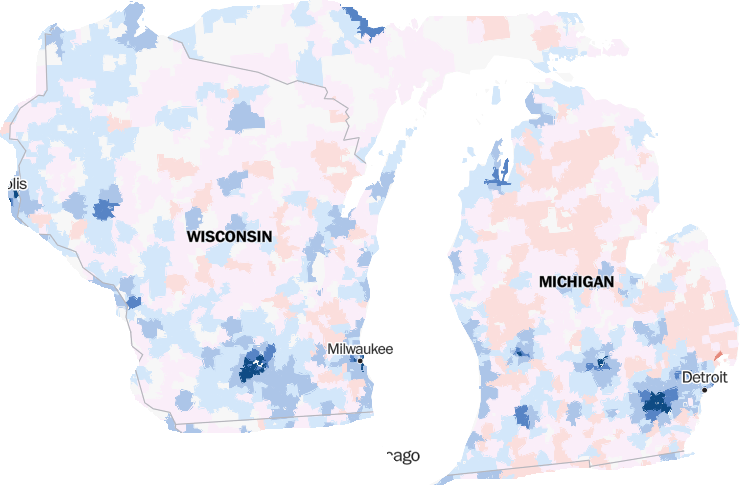 olis
WISCONSIN
MICHIGAN
Milwaukee
Detroit
cago